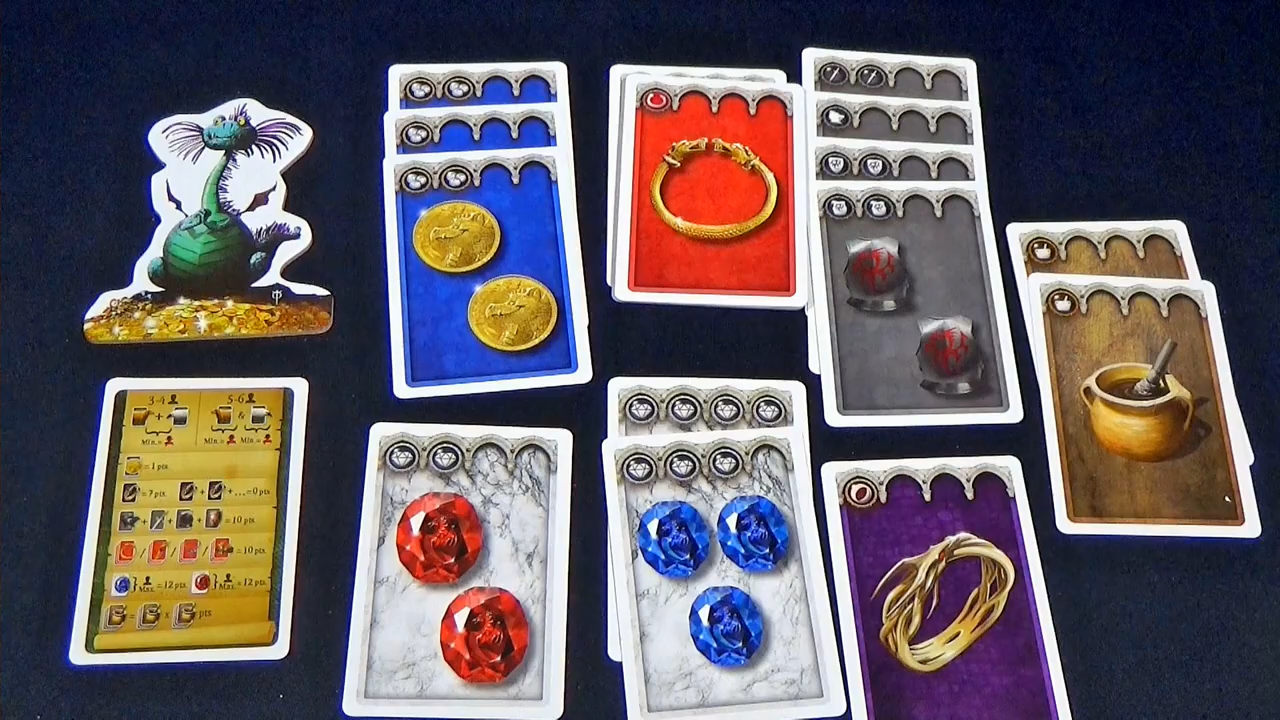 3-4 5-6
+ &
Min.= Min.= Min.=
= 1 pts.
= 7 pts. + +...=0 pts.
+ + + = 10 pts.
/ / / = 10 pts.
} Max. = 12 pts. } Max. = 12 pts.
= x pts